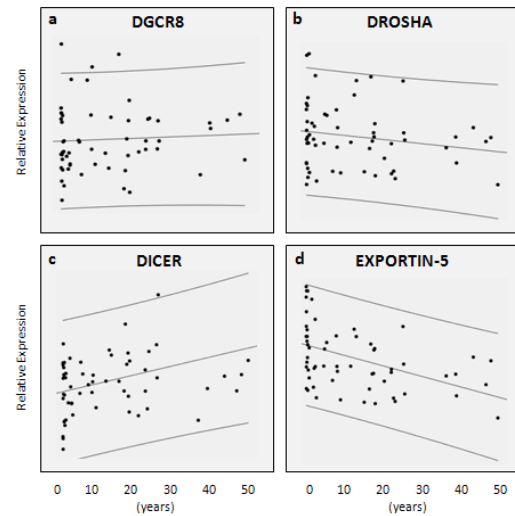 a DGCR8
b DROSHA
Relative Expression
c DICER
d EXPORTIN-5
Relative Expression
0 10 20 30 40 50
(years)
0 10 20 30 40 50
(years)